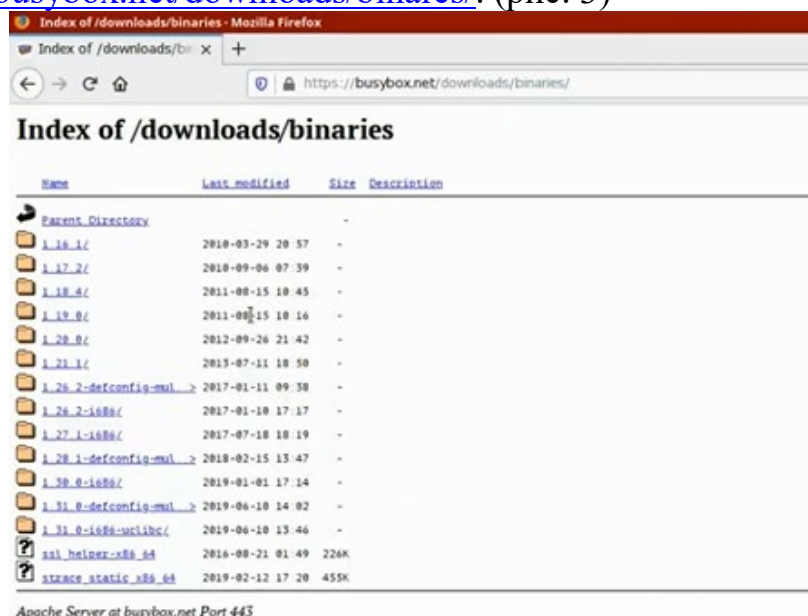 busybox.net/downloads/binares/. (рис. 3)
Index of /downloads/binaries - Mozilla Firefox
Index of /downloads/bi × +
https://busybox.net/downloads/binaries/
Index of /downloads/binaries
Name Last modified Size Description
Parent Directory -
1.16.1/ 2010-03-29 20:57 -
1.17.2/ 2010-09-06 07:39 -
1.18.4/ 2011-08-15 10:45 -
1.19.0/ 2011-08-15 10:16 -
1.20.0/ 2012-09-26 21:42 -
1.21.1/ 2013-07-11 18:50 -
1.26.2-defconfig-mul..> 2017-01-11 09:38 -
1.26.2-i686/ 2017-01-10 17:17 -
1.27.1-i686/ 2017-07-18 18:19 -
1.28.1-defconfig-mul..> 2018-02-15 13:47 -
1.30.0-i686/ 2019-01-01 17:14 -
1.31.0-defconfig-mul..> 2019-06-10 14:02 -
1.31.0-i686-uclibc/ 2019-06-10 13:46 -
ssl_helper-x86_64 2016-08-21 01:49 226K
strace_static_x86_64 2019-02-12 17:20 455K
Apache Server at busybox.net Port 443